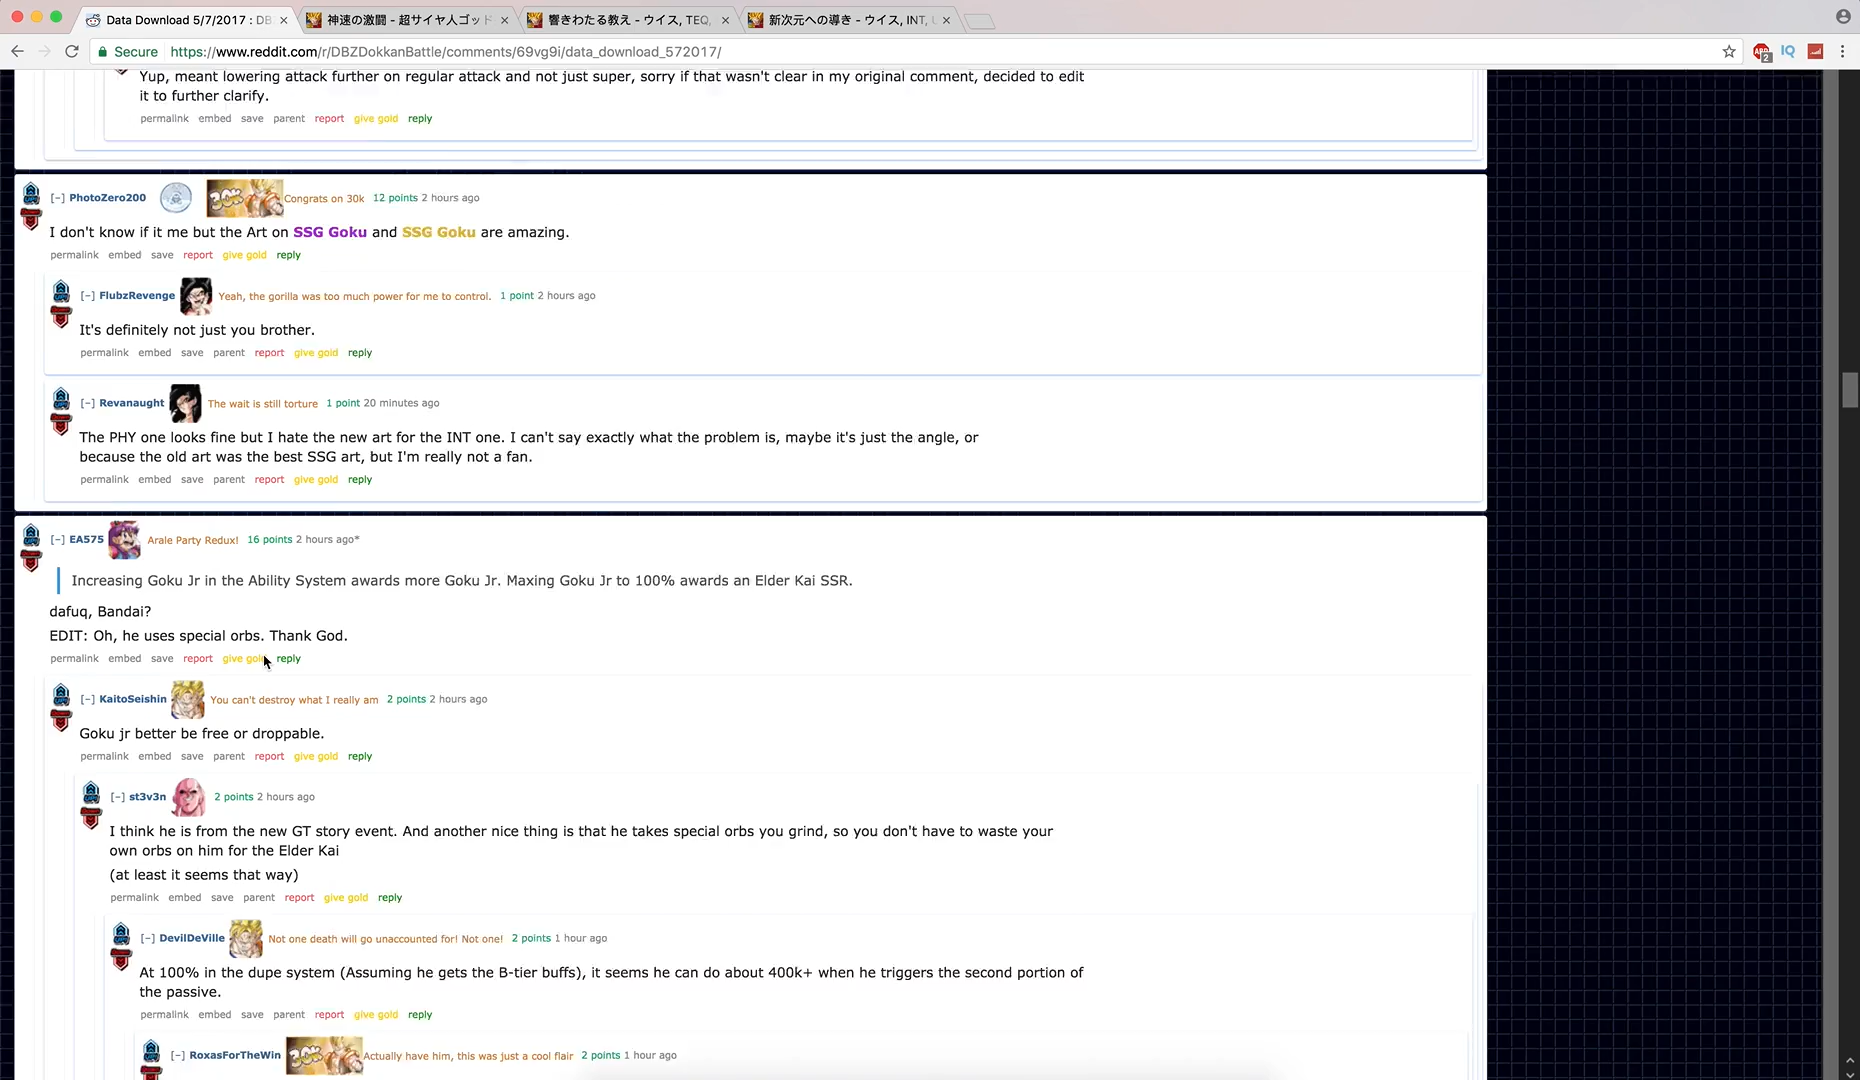 Data Download 5/7/2017 : DB
神速の激闘 - 超サイヤ人ゴッド
響きわたる教え - ウイス, TEQ,
新次元への導き - ウイス, INT,
Secure https://www.reddit.com/r/DBZDokkanBattle/comments/69vg9i/data_download_572017/
Yup, meant lowering attack further on regular attack and not just super, sorry if that wasn't clear in my original comment, decided to edit
it to further clarify.
permalink embed save parent report give gold reply
[-] PhotoZero200 30K Congrats on 30k 12 points 2 hours ago
I don't know if it me but the Art on SSG Goku and SSG Goku are amazing.
permalink embed save report give gold reply
[-] FlubzRevenge Yeah, the gorilla was too much power for me to control. 1 point 2 hours ago
It's definitely not just you brother.
permalink embed save parent report give gold reply
[-] Revanaught The wait is still torture 1 point 20 minutes ago
The PHY one looks fine but I hate the new art for the INT one. I can't say exactly what the problem is, maybe it's just the angle, or
because the old art was the best SSG art, but I'm really not a fan.
permalink embed save parent report give gold reply
[-] EA575 Arale Party Redux! 16 points 2 hours ago*
Increasing Goku Jr in the Ability System awards more Goku Jr. Maxing Goku Jr to 100% awards an Elder Kai SSR.
dafuq, Bandai?
EDIT: Oh, he uses special orbs. Thank God.
permalink embed save report give gold reply
[-] KaitoSeishin You can't destroy what I really am 2 points 2 hours ago
Goku jr better be free or droppable.
permalink embed save parent report give gold reply
[-] st3v3n 2 points 2 hours ago
I think he is from the new GT story event. And another nice thing is that he takes special orbs you grind, so you don't have to waste your
own orbs on him for the Elder Kai
(at least it seems that way)
permalink embed save parent report give gold reply
[-] DevilDeVille Not one death will go unaccounted for! Not one! 2 points 1 hour ago
At 100% in the dupe system (Assuming he gets the B-tier buffs), it seems he can do about 400k+ when he triggers the second portion of
the passive.
permalink embed save parent report give gold reply
[-] RoxasForTheWin 30K Actually have him, this was just a cool flair 2 points 1 hour ago